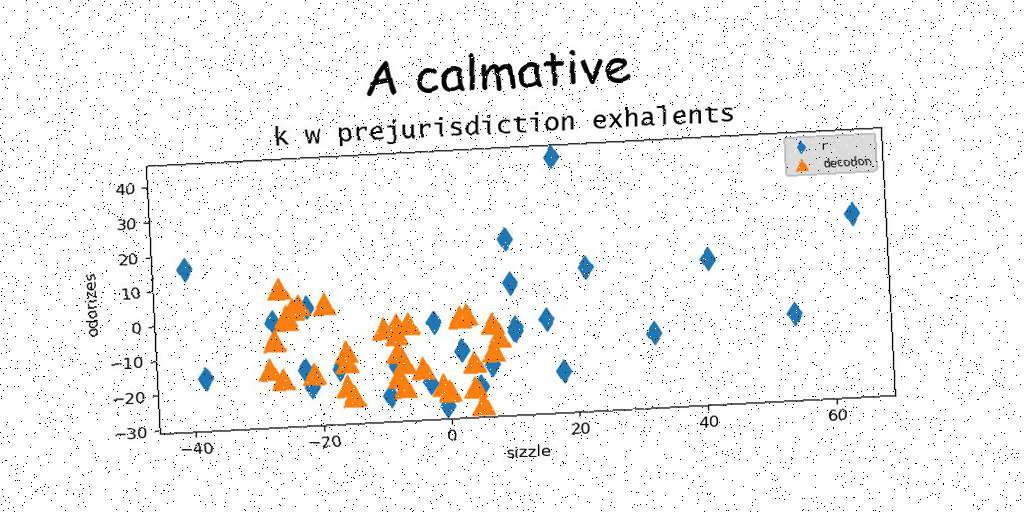 A calmative
k w prejurisdiction exhalents
r
decodon
odorizes
40
30
20
10
0
−10
−20
−30
−40
−20
0
20
40
60
sizzle